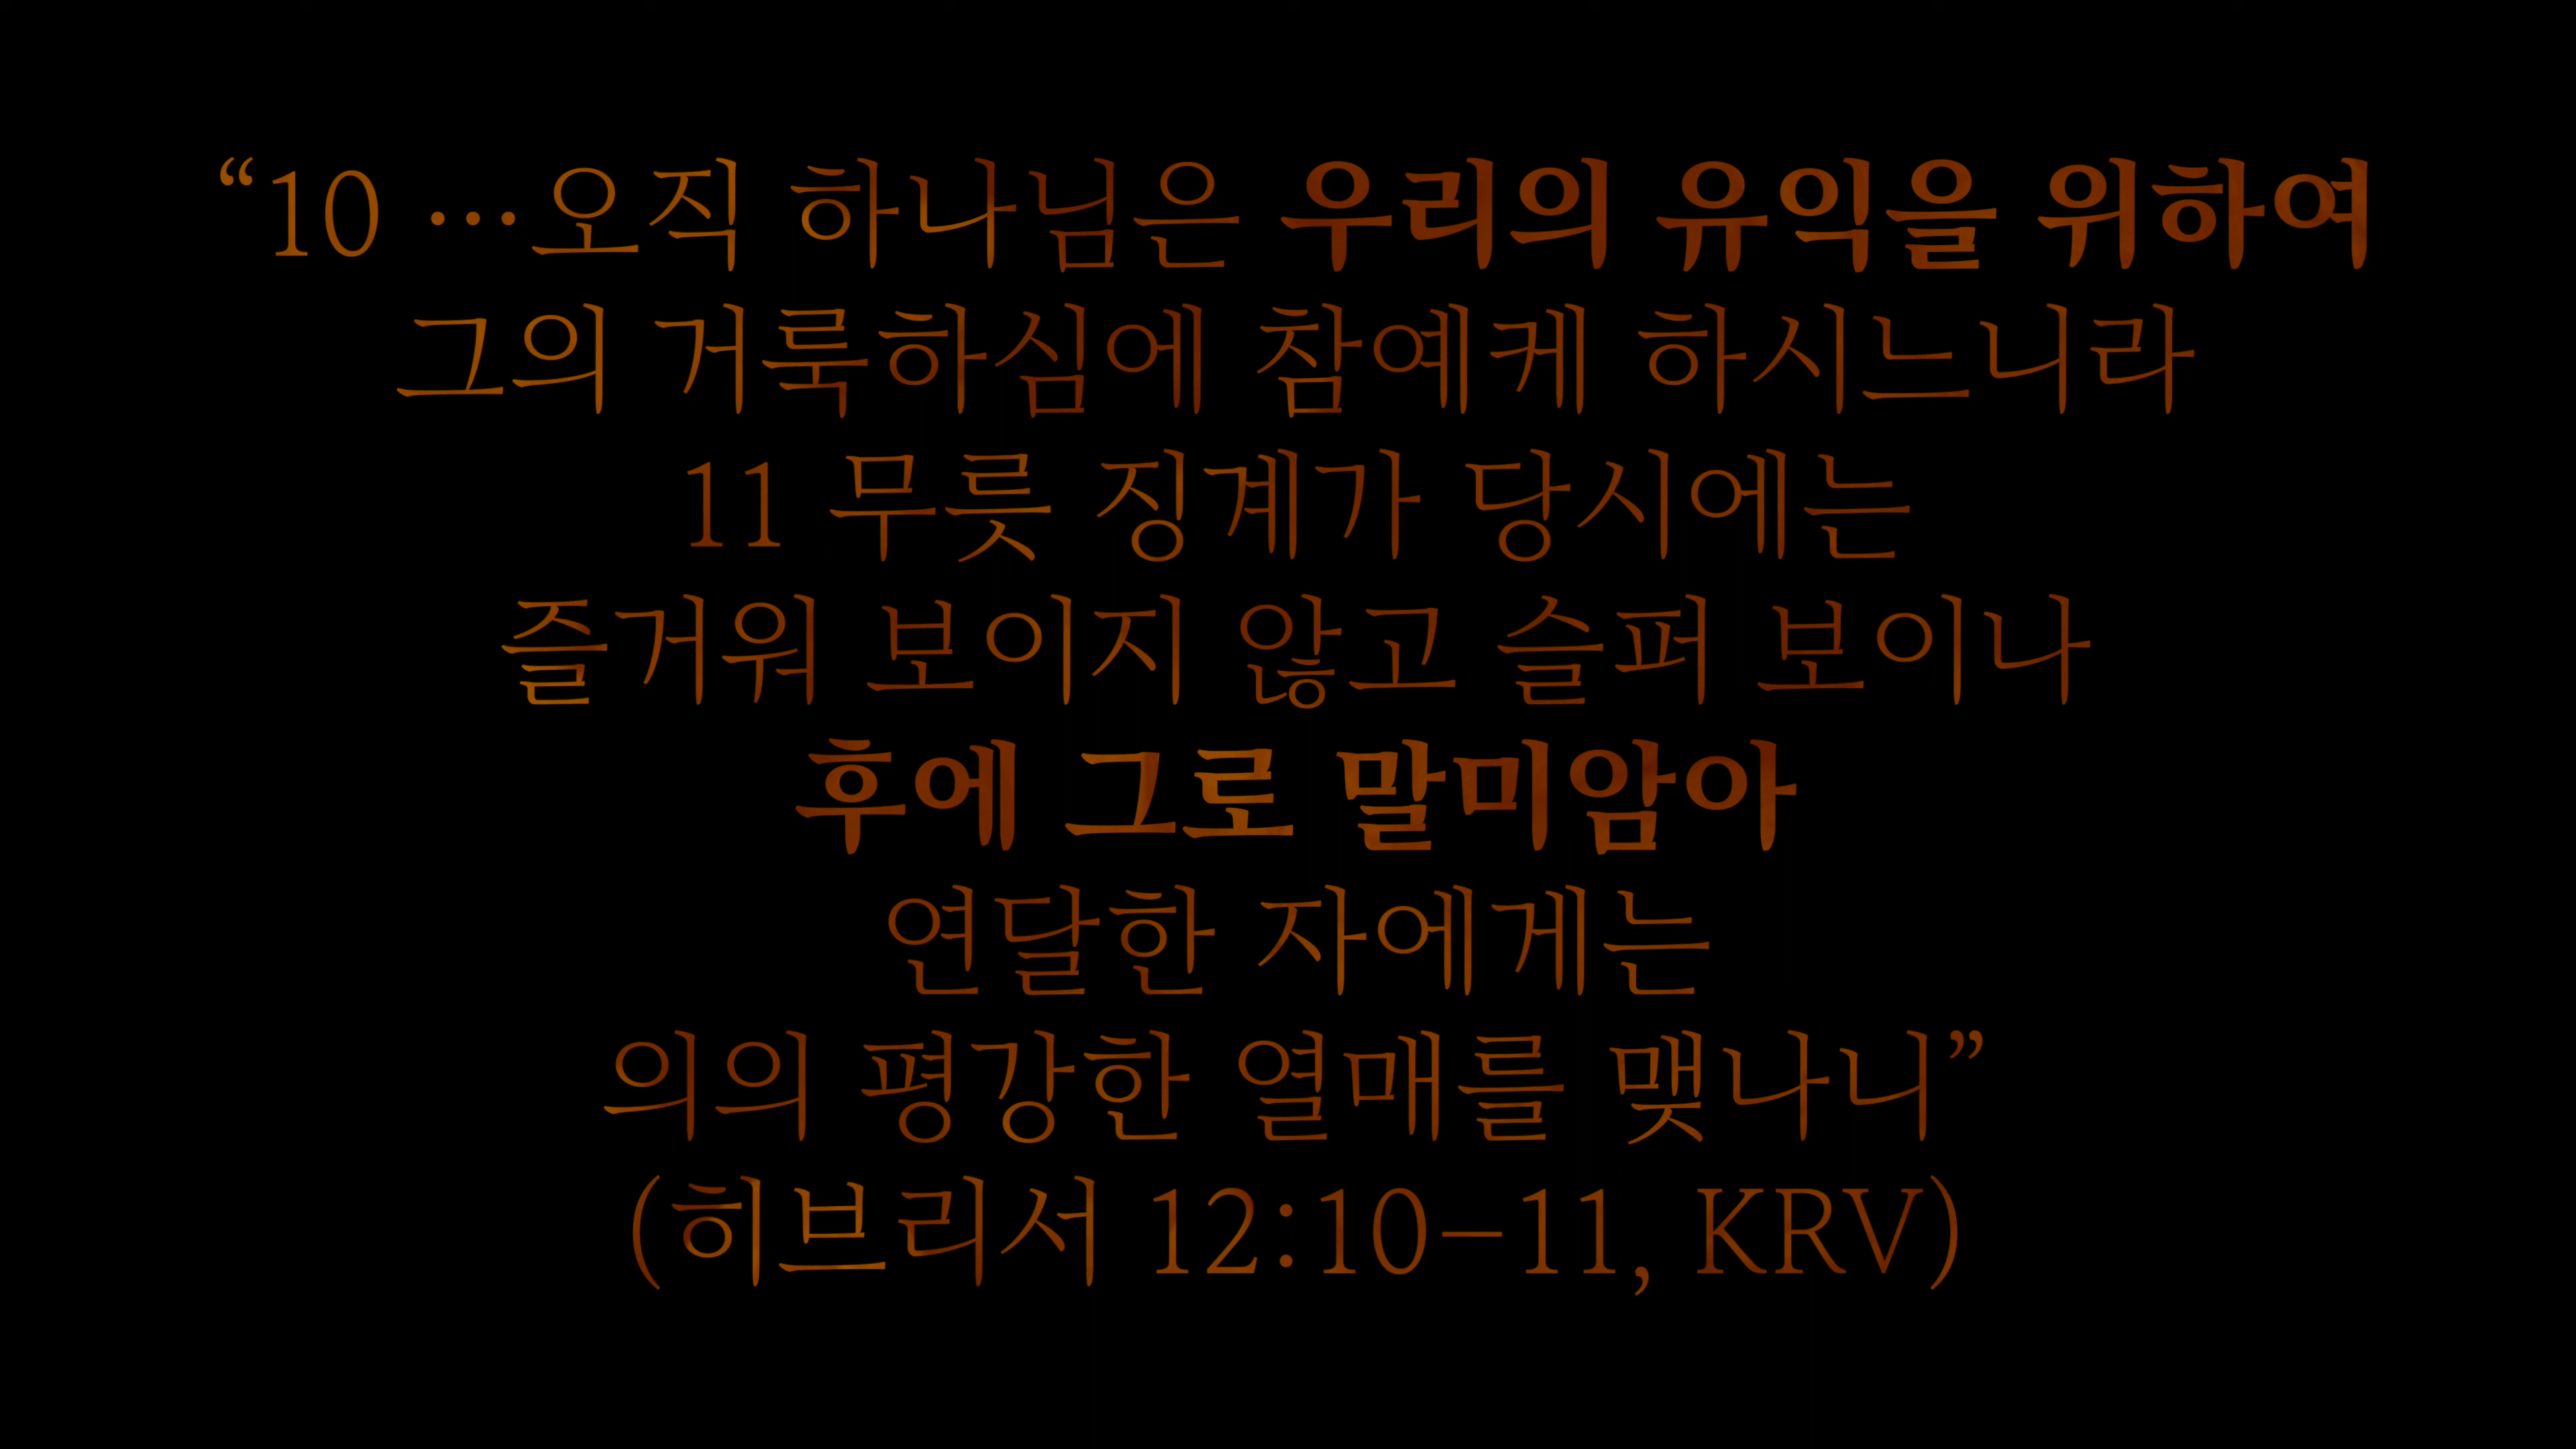 “10 …오직 하나님은 우리의 유익을 위하여
그의 거룩하심에 참예케 하시느니라
11 무릇 징계가 당시에는
즐거워 보이지 않고 슬퍼 보이나
후에 그로 말미암아
연달한 자에게는
의의 평강한 열매를 맺나니”
(히브리서 12:10–11, KRV)